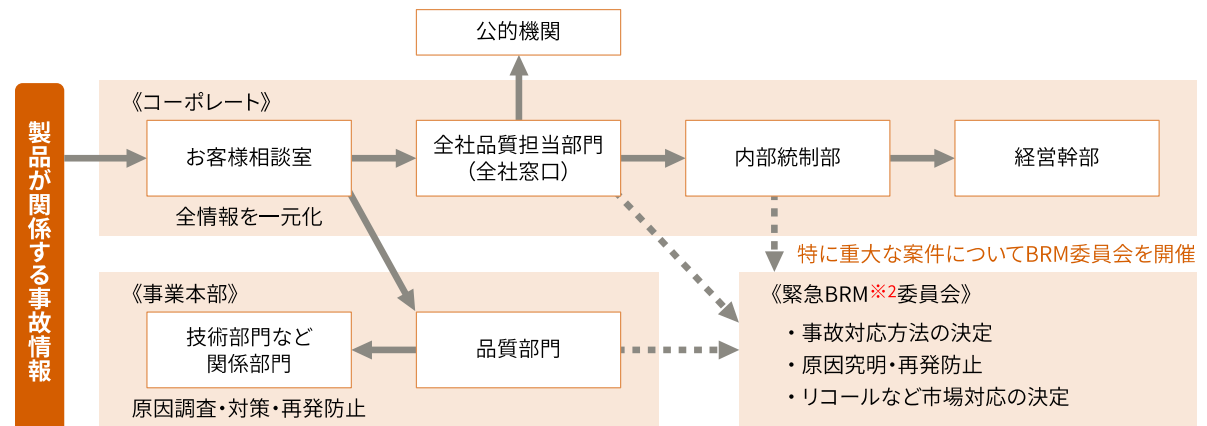 公的機関
製品が関係する事故情報
《コーポレート》
お客様相談室
全社品質担当部門
（全社窓口）
内部統制部
経営幹部
全情報を一元化
特に重大な案件についてBRM委員会を開催
《事業本部》
技術部門など
関係部門
品質部門
原因調査・対策・再発防止
《緊急BRM※2委員会》
・事故対応方法の決定
・原因究明・再発防止
・リコールなど市場対応の決定